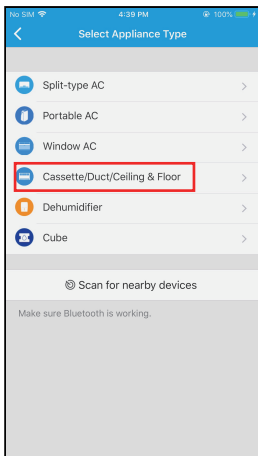 No SIM 4:39 PM 100%
Select Appliance Type
Split-type AC
Portable AC
Window AC
Cassette/Duct/Ceiling & Floor
Dehumidifier
Cube
Scan for nearby devices
Make sure Bluetooth is working.